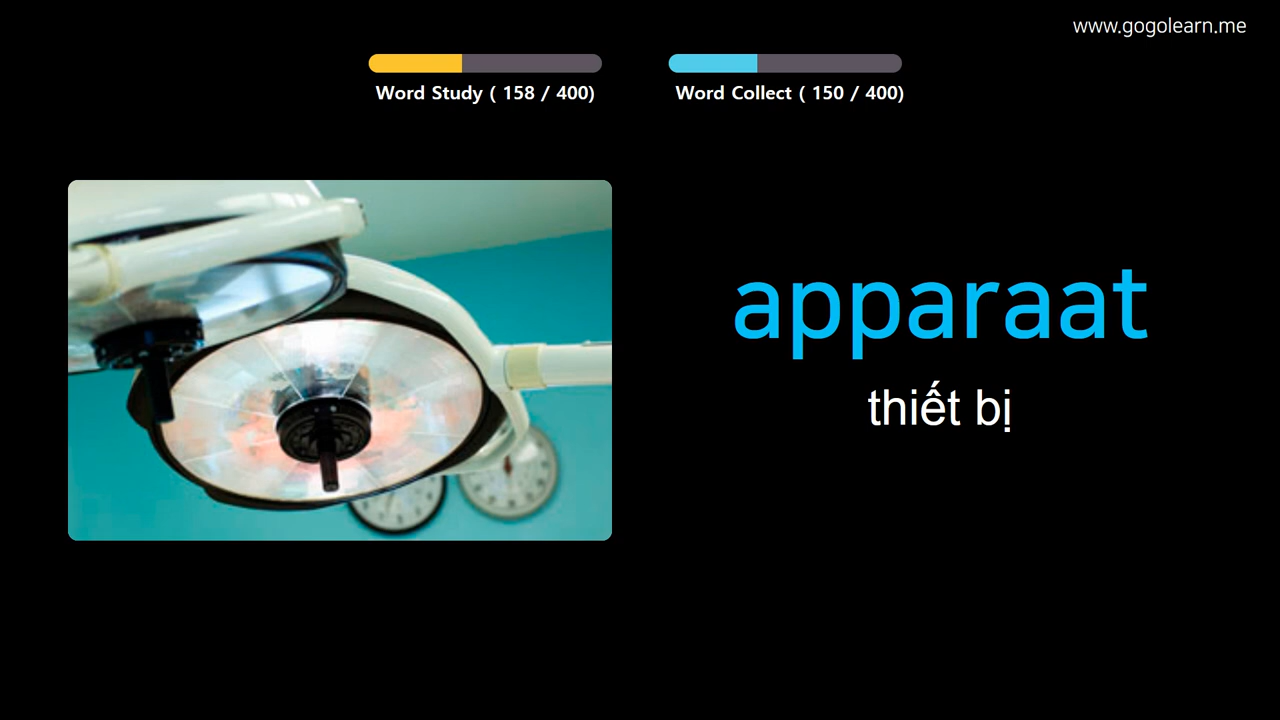 www.gogolearn.me
Word Study ( 158 / 400)
Word Collect ( 150 / 400)
apparaat
thiết bị